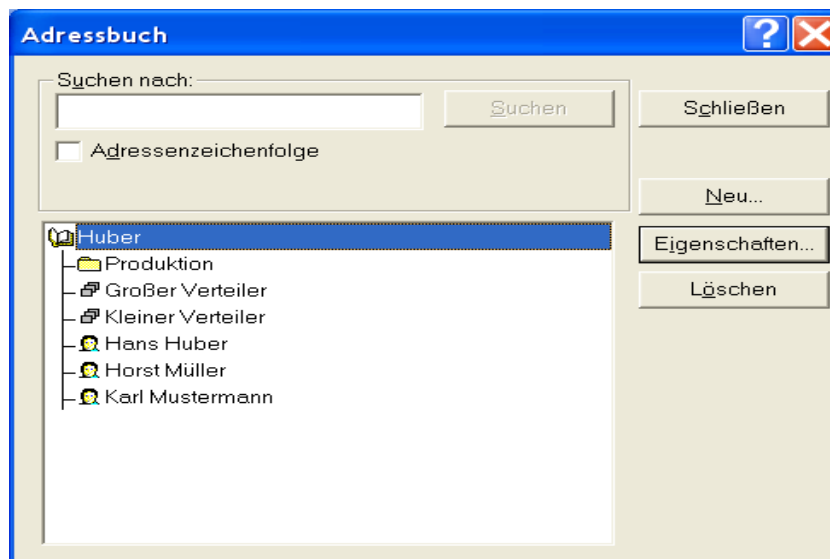 Adressbuch
Suchen nach:
Suchen
Schließen
Adressenzeichenfolge
Neu...
Huber
Eigenschaften...
Produktion
Großer Verteiler
Löschen
Kleiner Verteiler
Hans Huber
Horst Müller
Karl Mustermann